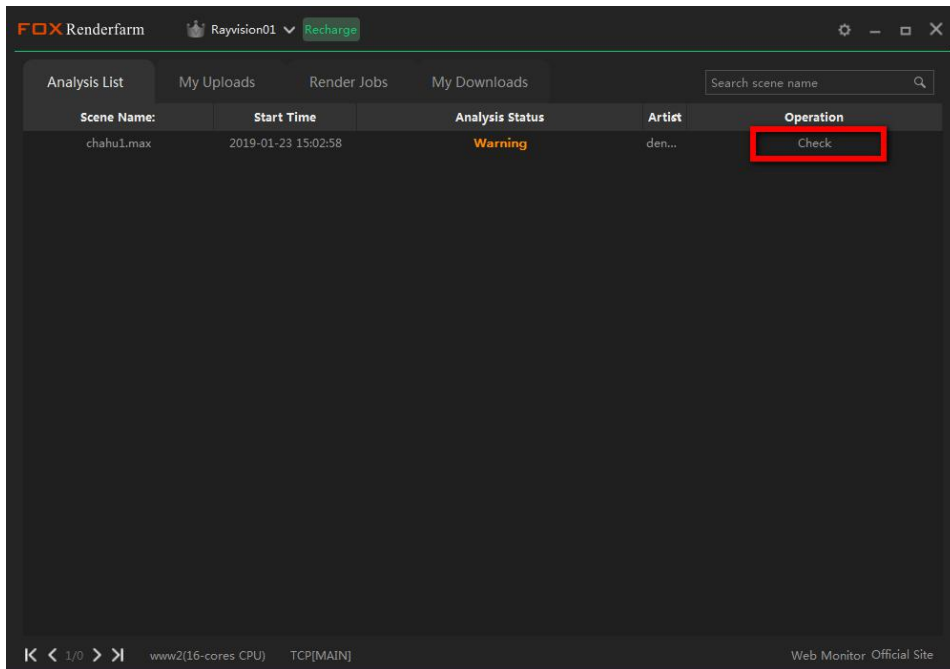 FOX Renderfarm Rayvision01 Recharge
Analysis List My Uploads Render Jobs My Downloads Search scene name
Scene Name: Start Time Analysis Status Artist Operation
chahu1.max 2019-01-23 15:02:58 Warning den... Check
1/0 www2(16-cores CPU) TCP[MAIN] Web Monitor Official Site